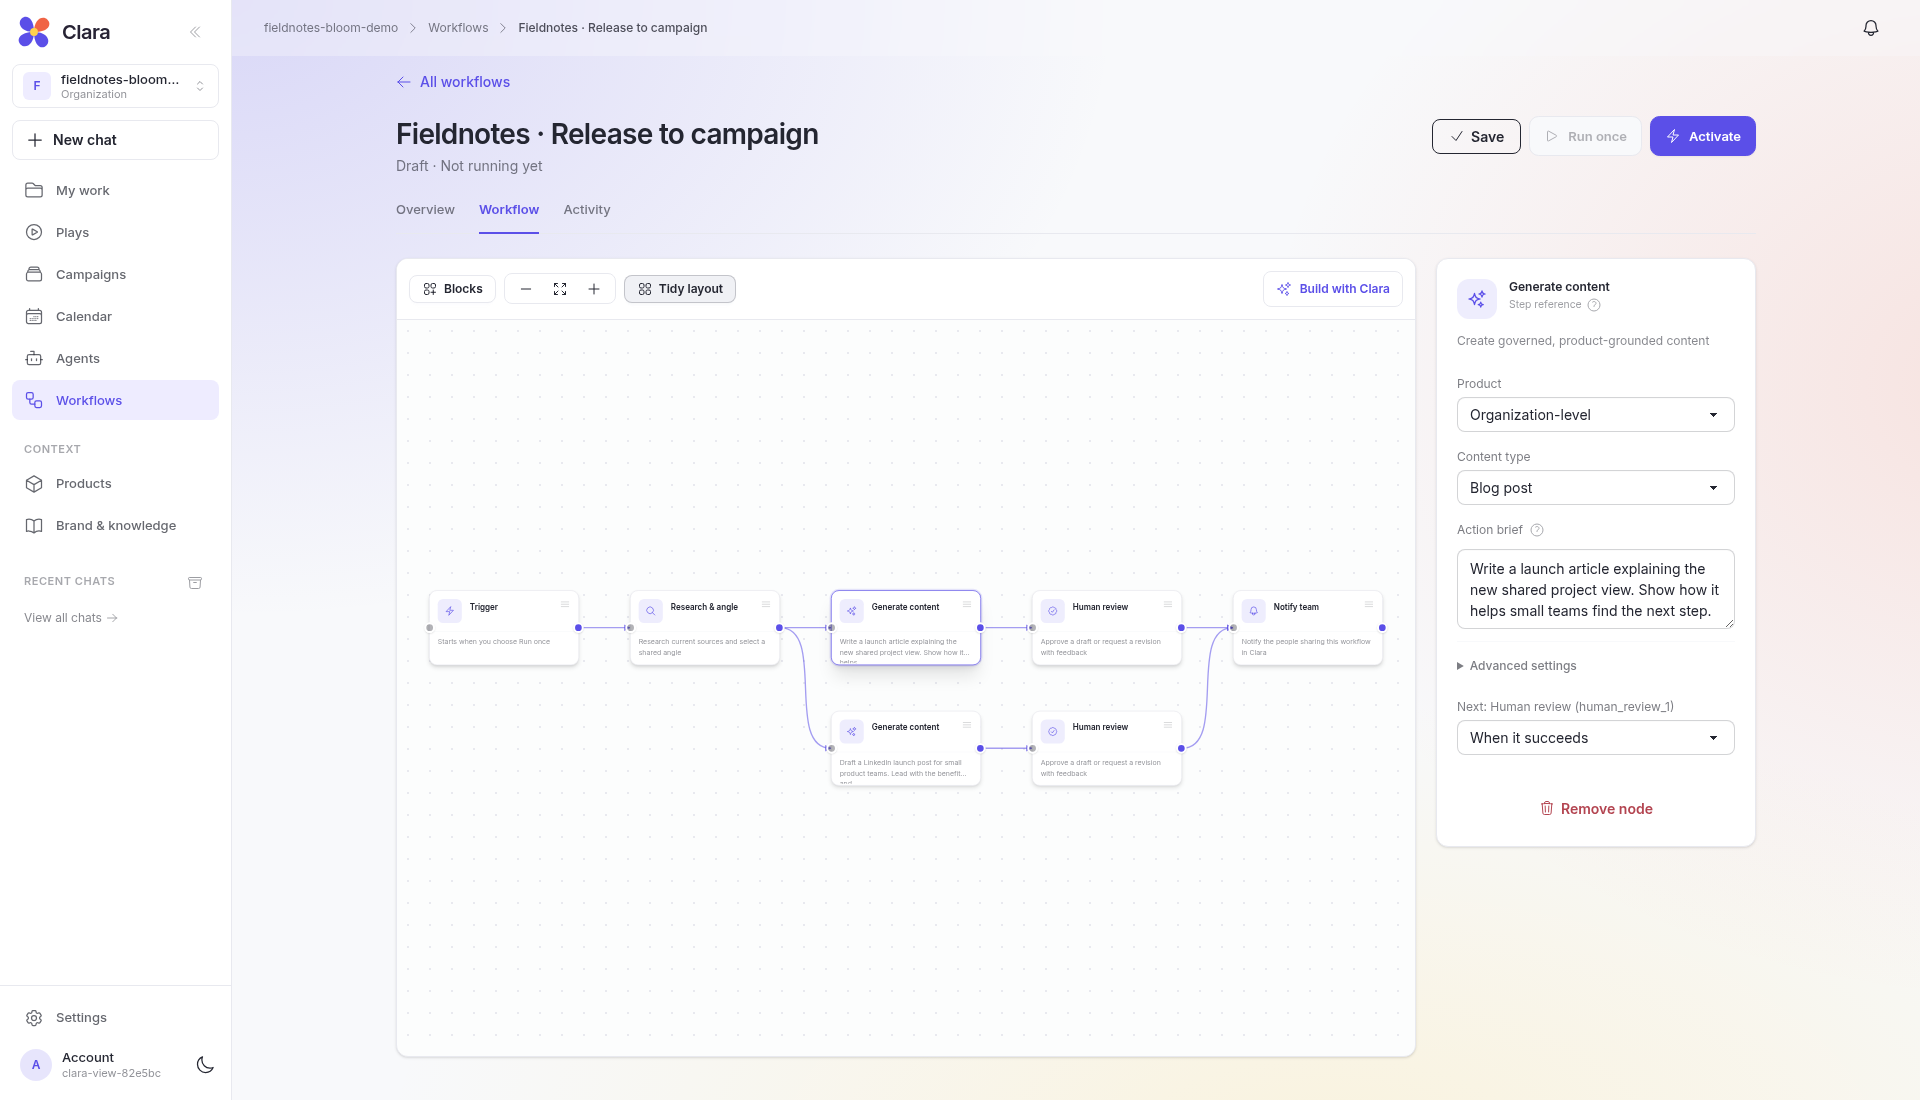 Clara
fieldnotes-bloom-demo
Workflows
Fieldnotes · Release to campaign
F
fieldnotes-bloom...
Organization
New chat
My work
Plays
Campaigns
Calendar
Agents
Workflows
CONTEXT
Products
Brand & knowledge
RECENT CHATS
View all chats
Settings
A
Account
clara-view-82e5bc
All workflows
Fieldnotes · Release to campaign
Draft · Not running yet
Save
Run once
Activate
Overview
Workflow
Activity
Blocks
Tidy layout
Build with Clara
Trigger
Starts when you choose Run once
Research & angle
Research current sources and select a
shared angle
Generate content
Write a launch article explaining the
new shared project view. Show how it...
Human review
Approve a draft or request a revision
with feedback
Notify team
Notify the people sharing this workflow
in Clara
Generate content
Draft a LinkedIn launch post for small
product teams. Lead with the benefit...
Human review
Approve a draft or request a revision
with feedback
Generate content
Step reference ?
Create governed, product-grounded content
Product
Organization-level
Content type
Blog post
Action brief ?
Write a launch article explaining the
new shared project view. Show how it
helps small teams find the next step.
Advanced settings
Next: Human review (human_review_1)
When it succeeds
Remove node